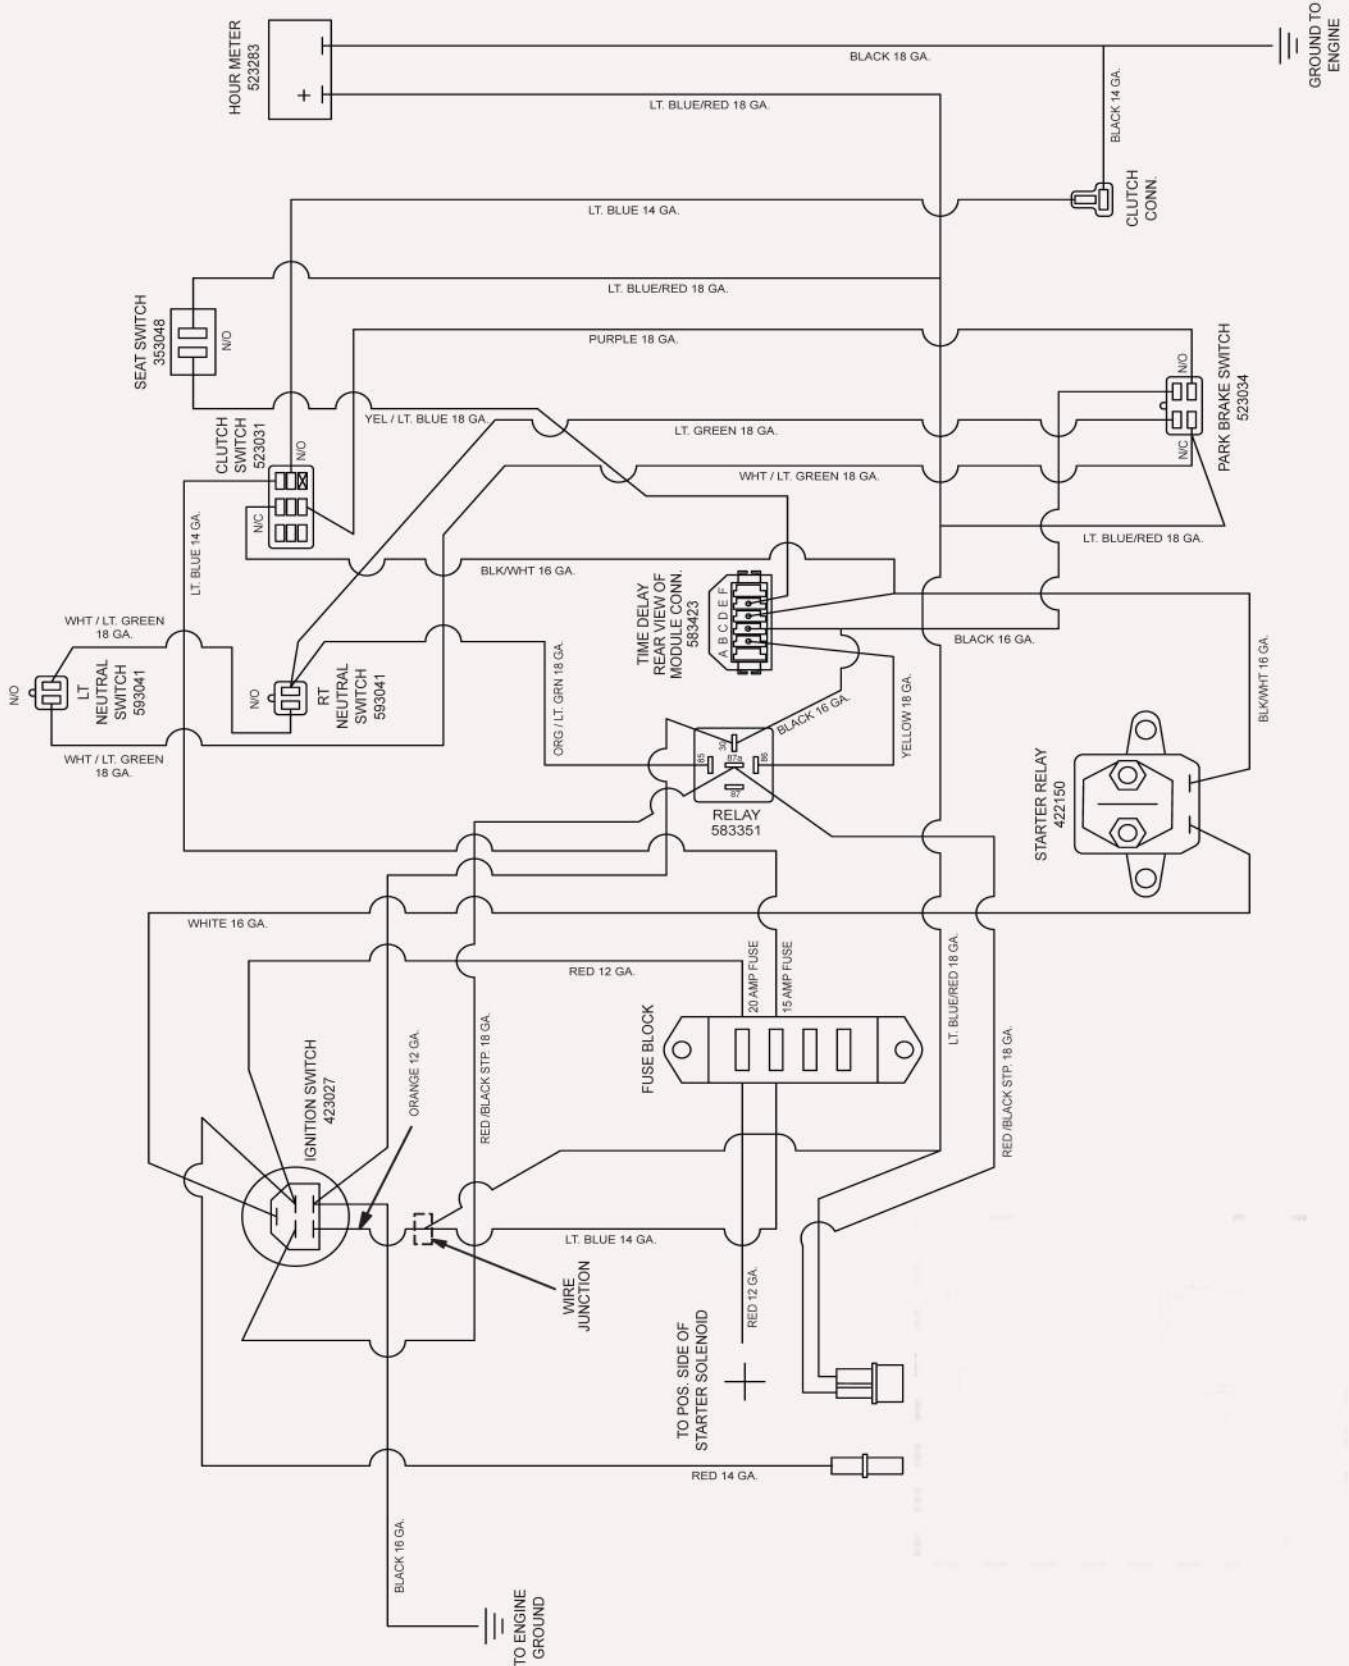 HOUR METER
523283
+
BLACK 18 GA.
GROUND TO
ENGINE
LT. BLUE/RED 18 GA.
BLACK 14 GA.
LT. BLUE 14 GA.
CLUTCH
CONN.
SEAT SWITCH
353048
N/O
LT. BLUE/RED 18 GA.
PURPLE 18 GA.
N/O
N/C
PARK BRAKE SWITCH
523034
CLUTCH
SWITCH
523031
N/O
N/C
YEL / LT. BLUE 18 GA.
LT. GREEN 18 GA.
WHT / LT. GREEN 18 GA.
LT. BLUE/RED 18 GA.
LT. BLUE 14 GA.
BLK/WHT 16 GA.
TIME DELAY
REAR VIEW OF
MODULE CONN.
583423
A B C D E F
WHT / LT. GREEN
18 GA.
BLACK 16 GA.
BLK/WHT 16 GA.
N/O
LT
NEUTRAL
SWITCH
593041
N/O
RT
NEUTRAL
SWITCH
593041
ORG / LT. GRN 18 GA.
BLACK 16 GA.
YELLOW 18 GA.
WHT / LT. GREEN
18 GA.
30
85
87a
86
87
RELAY
583351
STARTER RELAY
422150
WHITE 16 GA.
RED 12 GA.
20 AMP FUSE
15 AMP FUSE
LT. BLUE/RED 18 GA.
FUSE BLOCK
IGNITION SWITCH
423027
ORANGE 12 GA.
RED /BLACK STP. 18 GA.
RED /BLACK STP. 18 GA.
LT. BLUE 14 GA.
WIRE
JUNCTION
RED 12 GA.
TO POS. SIDE OF
STARTER SOLENOID
RED 14 GA.
BLACK 16 GA.
TO ENGINE
GROUND